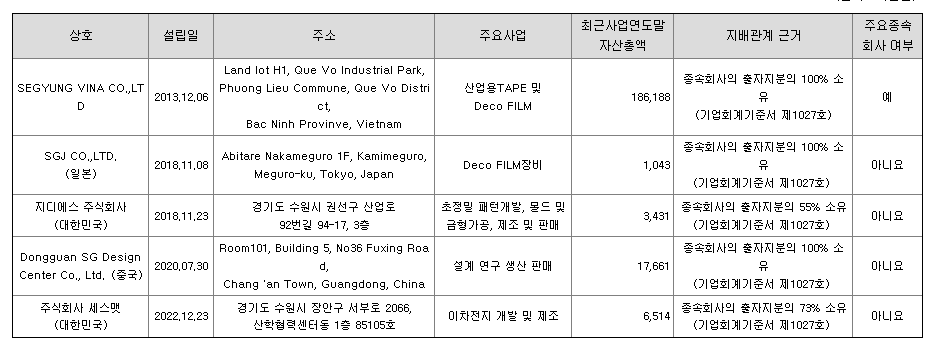 상호 설립일 주소 주요사업 최근사업연도말 자산총액 지배관계 근거 주요종속 회사 여부
SEGYUNG VINA CO.,LT
D
2013.12.06
Land lot H1, Que Vo Industrial Park,
Phuong Lieu Commune, Que Vo Distri
ct,
Bac Ninh Provinve, Vietnam
산업용TAPE 및
Deco FILM
186,188
종속회사의 출자지분의 100% 소
유
(기업회계기준서 제1027호)
예
SGJ CO.,LTD.
(일본)
2018.11.08
Abitare Nakameguro 1F, Kamimeguro,
Meguro-ku, Tokyo, Japan
Deco FILM장비
1,043
종속회사의 출자지분의 100% 소
유
(기업회계기준서 제1027호)
아니요
지디에스 주식회사
(대한민국)
2018.11.23
경기도 수원시 권선구 산업로
92번길 94-17, 3층
초정밀 패턴개발, 몰드 및
금형가공, 제조 및 판매
3,431
종속회사의 출자지분의 55% 소유
(기업회계기준서 제1027호)
아니요
Dongguan SG Design
Center Co., Ltd. (중국)
2020.07.30
Room101, Building 5, No36 Fuxing Roa
d,
Chang 'an Town, Guangdong, China
설계 연구 생산 판매
17,661
종속회사의 출자지분의 100% 소
유
(기업회계기준서 제1027호)
아니요
주식회사 세스맷
(대한민국)
2022.12.23
경기도 수원시 장안구 서부로 2066,
산학협력센터동 1층 85105호
이차전지 개발 및 제조
6,514
종속회사의 출자지분의 73% 소유
(기업회계기준서 제1027호)
아니요